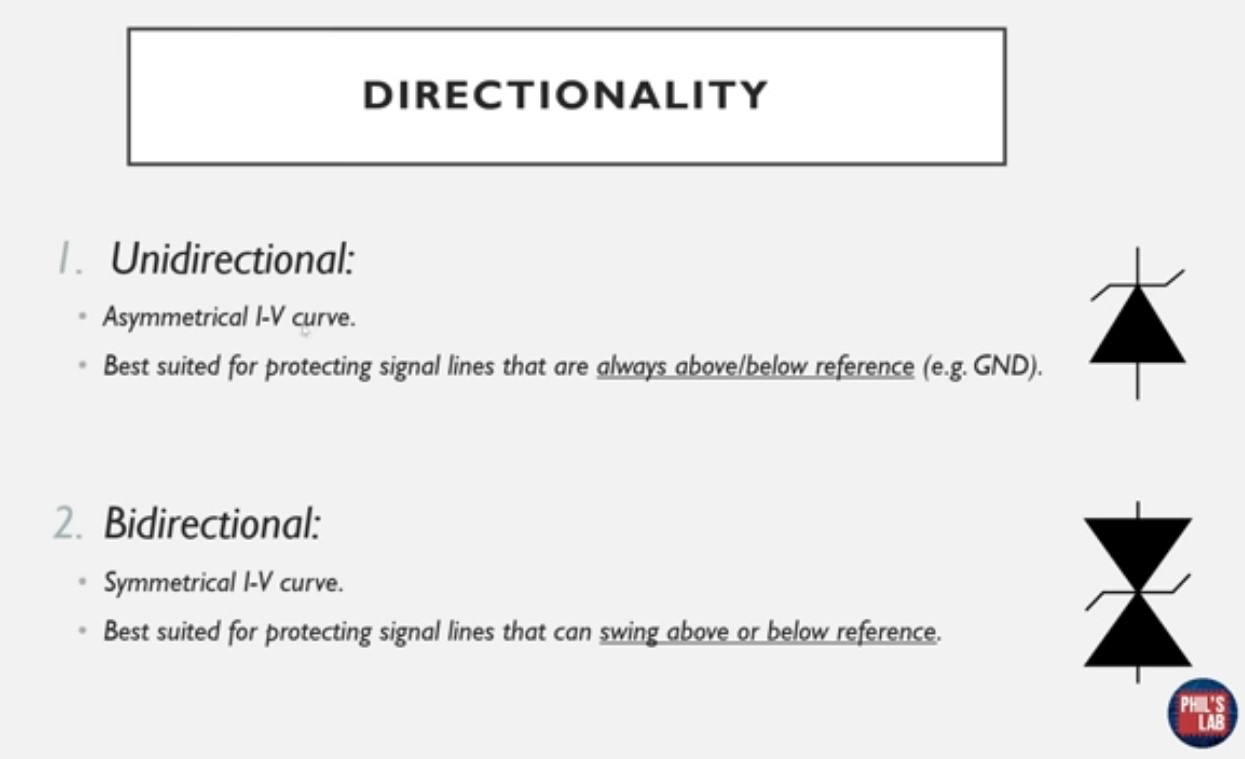 DIRECTIONALITY
1. Unidirectional:
• Asymmetrical I-V curve.
• Best suited for protecting signal lines that are always above/below reference (e.g. GND).
2. Bidirectional:
• Symmetrical I-V curve.
• Best suited for protecting signal lines that can swing above or below reference.
PHIL'S
LAB